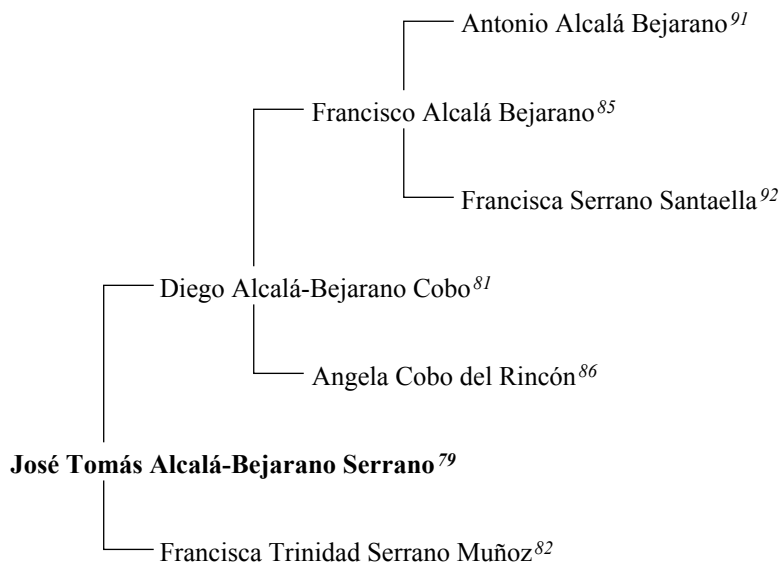 Antonio Alcalá Bejarano91
Francisco Alcalá Bejarano85
Francisca Serrano Santaella92
Diego Alcalá-Bejarano Cobo81
Angela Cobo del Rincón86
José Tomás Alcalá-Bejarano Serrano79
Francisca Trinidad Serrano Muñoz82